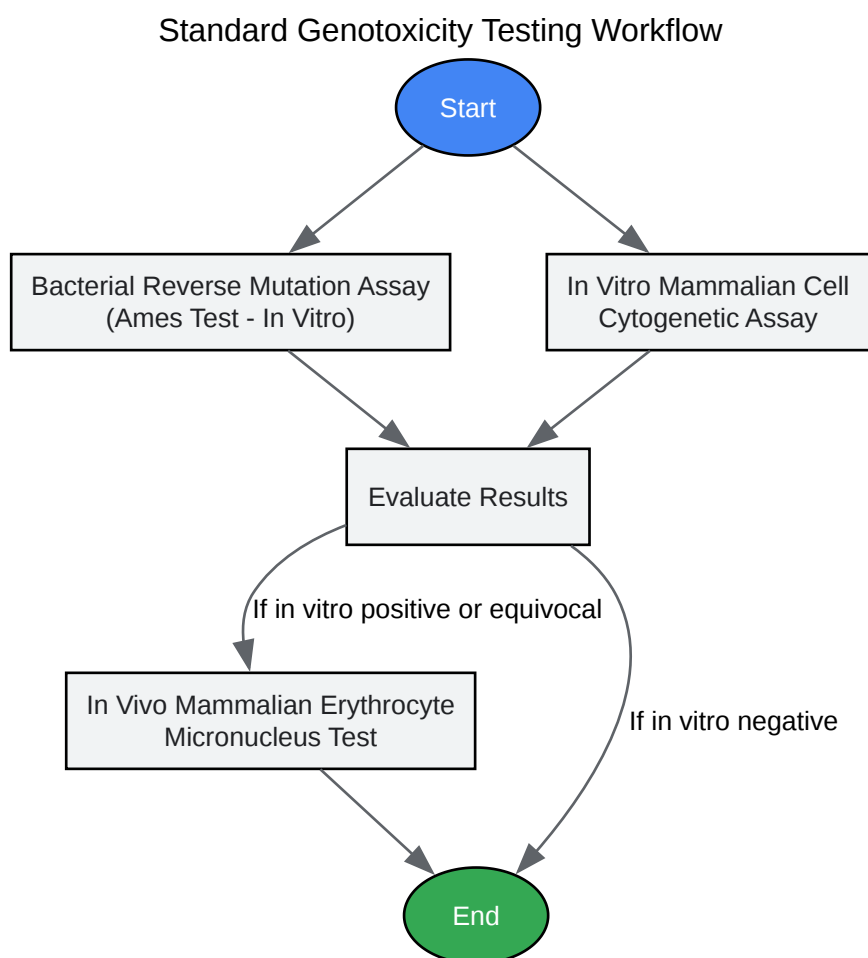 Standard Genotoxicity Testing Workflow
Start
Bacterial Reverse Mutation Assay
(Ames Test - In Vitro)
In Vitro Mammalian Cell
Cytogenetic Assay
Evaluate Results
If in vitro positive or equivocal
In Vivo Mammalian Erythrocyte
Micronucleus Test
If in vitro negative
End